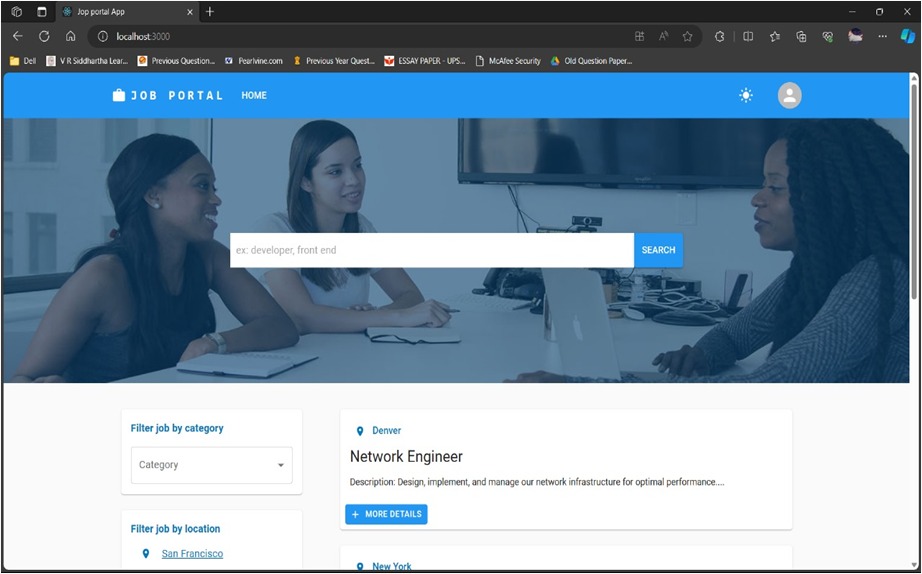 Jop portal App
localhost:3000
Dell
V R Siddhartha Lear...
Previous Question...
Pearlvine.com
Previous Year Quest...
ESSAY PAPER - UPS...
McAfee Security
Old Question Paper...
JOB PORTAL
HOME
ex: developer, front end
SEARCH
Filter job by category
Category
Filter job by location
San Francisco
Denver
Network Engineer
Description: Design, implement, and manage our network infrastructure for optimal performance....
+ MORE DETAILS
New York